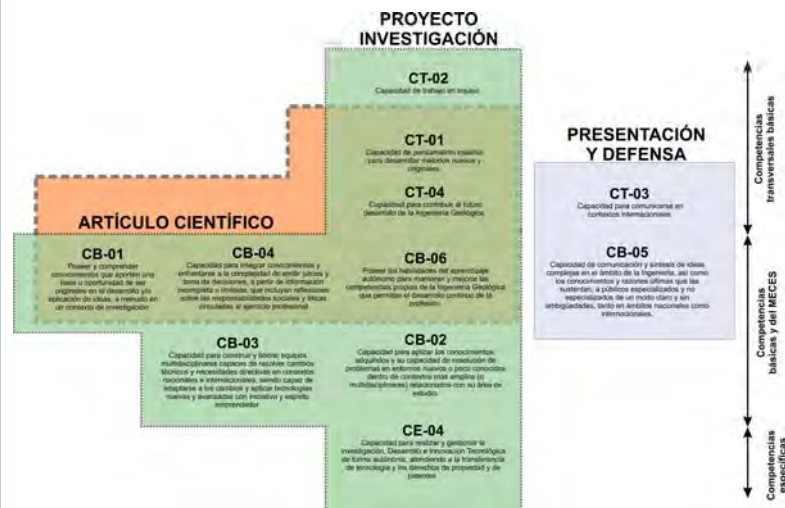 PROYECTO
INVESTIGACIÓN
CT-02
Capacidad de trabajo en equipo.
CT-01
Capacidad de pensamiento creativo
para desarrollar métodos nuevos y
originales.
CT-04
Capacidad para contribuir al futuro
desarrollo de la Ingeniería Geológica.
PRESENTACIÓN
Y DEFENSA
CT-03
Capacidad para comunicarse en
contextos internacionales
ARTÍCULO CIENTÍFICO
CB-01
Poseer y comprender
conocimientos que aporten una
base u oportunidad de ser
originales en el desarrollo y/o
aplicación de ideas, a menudo en
un contexto de investigación
CB-04
Capacidad para integrar conocimientos y
enfrentarse a la complejidad de emitir juicios y
toma de decisiones, a partir de información
incompleta o limitada, que incluyan reflexiones
sobre las responsabilidades sociales y éticas
vinculadas al ejercicio profesional.
CB-06
Poseer las habilidades del aprendizaje
autónomo para mantener y mejorar las
competencias propias de la Ingeniería Geológica
que permitan el desarrollo continuo de la
profesión.
CB-05
Capacidad de comunicación y síntesis de ideas
complejas en el ámbito de la Ingeniería, así como
los conocimientos y razones últimas que las
sustentan, a públicos especializados y no
especializados de un modo claro y sin
ambigüedades, tanto en ámbitos nacionales como
internacionales.
CB-03
Capacidad para construir y liderar equipos
multidisciplinares capaces de resolver cambios
técnicos y necesidades directivas en contextos
nacionales e internacionales, siendo capaz de
adaptarse a los cambios y aplicar tecnologías
nuevas y avanzadas con iniciativa y espíritu
emprendedor
CB-02
Capacidad para aplicar los conocimientos
adquiridos y su capacidad de resolución de
problemas en entornos nuevos o poco conocidos
dentro de contextos más amplios (o
multidisciplinares) relacionados con su área de
estudio.
CE-04
Capacidad para realizar y gestionar la
Investigación, Desarrollo e Innovación Tecnológica
de forma autónoma, atendiendo a la transferencia
de tecnología y los derechos de propiedad y de
patentes
Competencias
transversales básicas
Competencias
básicas y del MECES
Competencias
específicas